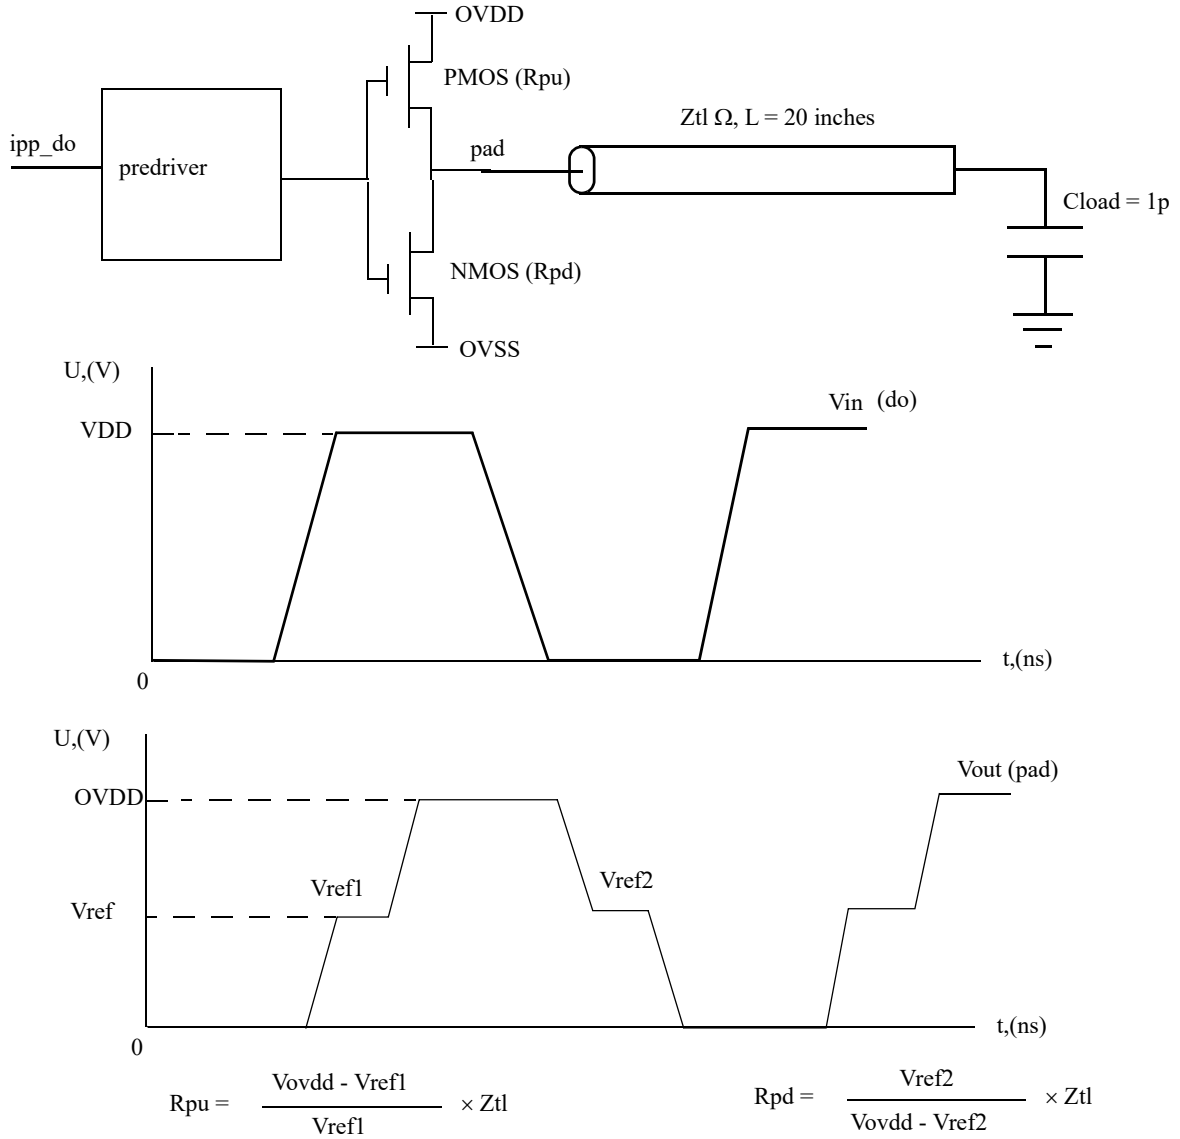 OVDD
PMOS (Rpu)
Ztl Ω, L = 20 inches
ipp_do
predriver
pad
Cload = 1p
NMOS (Rpd)
OVSS
U,(V)
VDD
Vin (do)
t,(ns)
0
U,(V)
OVDD
Vout (pad)
Vref1
Vref2
Vref
t,(ns)
0
Rpu = Vovdd - Vref1 / Vref1 × Ztl
Rpd = Vref2 / Vovdd - Vref2 × Ztl